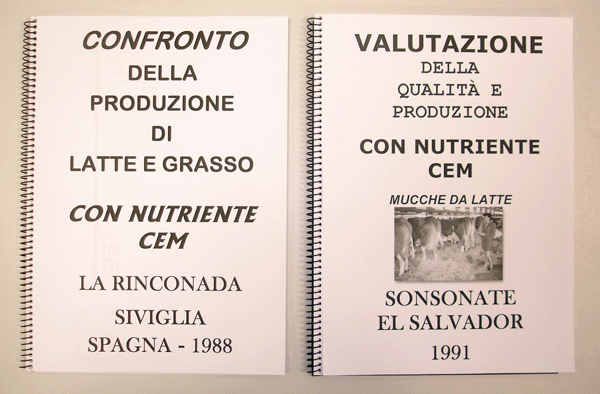 CONFRONTO
DELLA
PRODUZIONE
DI
LATTE E GRASSO
CON NUTRIENTE
CEM
LA RINCONADA
SIVIGLIA
SPAGNA - 1988
VALUTAZIONE
DELLA
QUALITÀ E
PRODUZIONE
CON NUTRIENTE
CEM
MUCCHE DA LATTE
SONSONATE
EL SALVADOR
1991